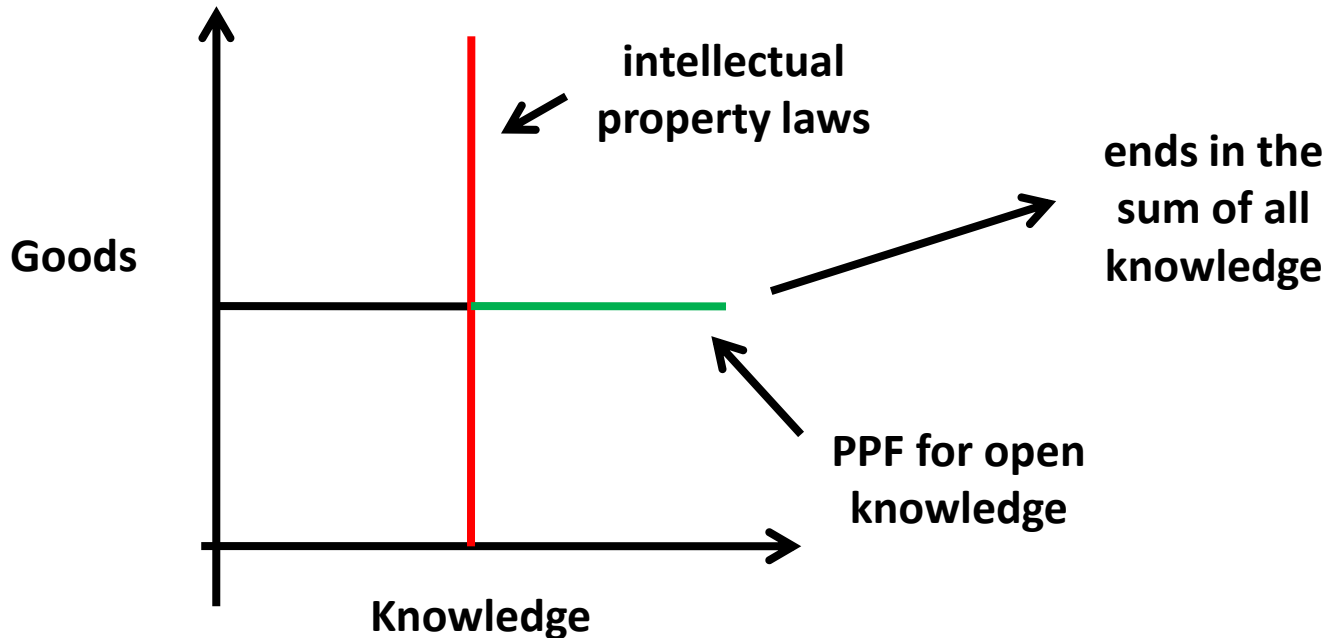 intellectual
property laws
ends in the
sum of all
knowledge
Goods
PPF for open
knowledge
Knowledge